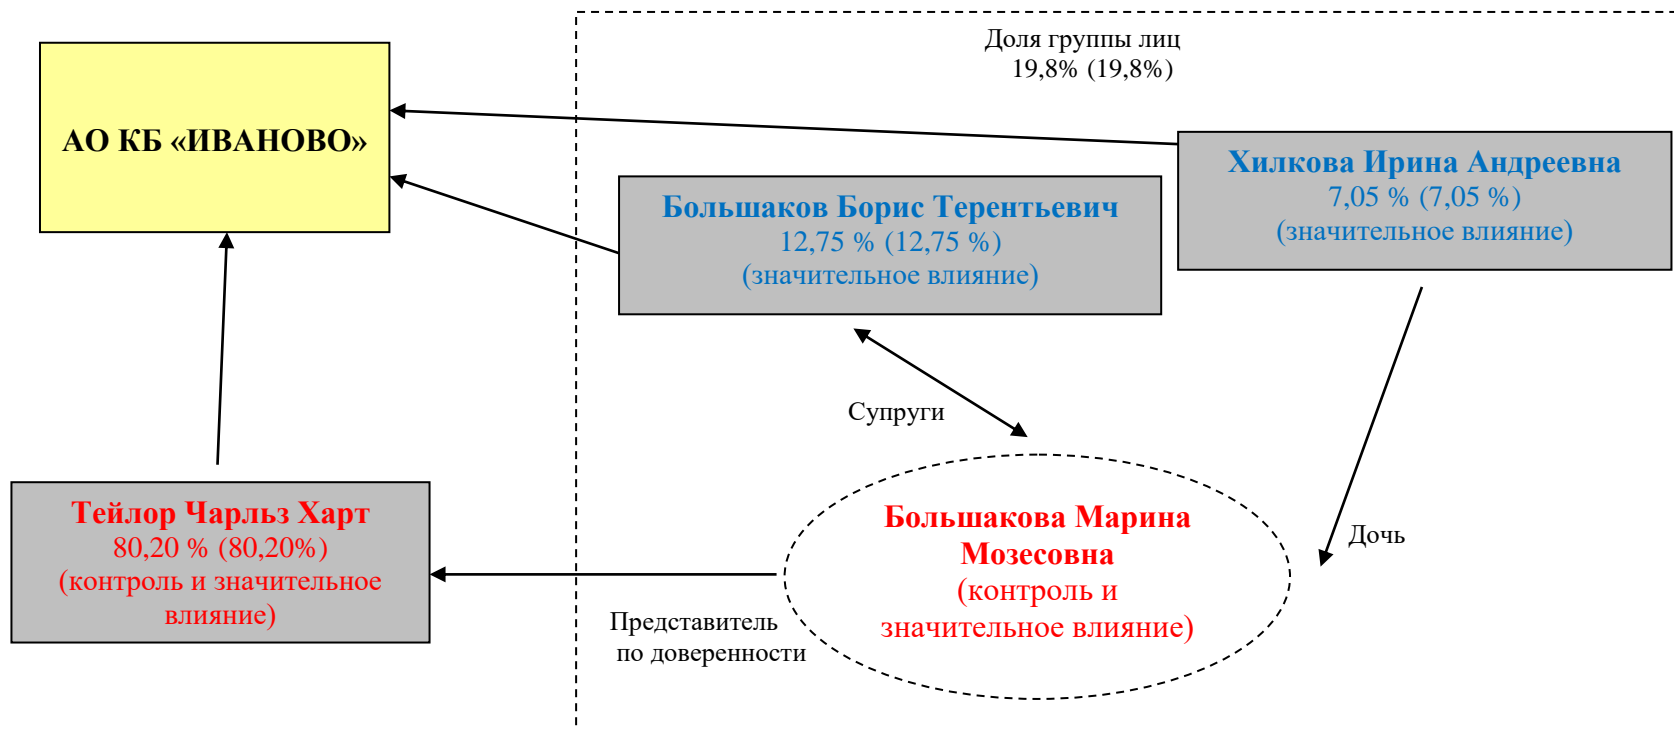 Доля группы лиц
19,8% (19,8%)
АО КБ «ИВАНОВО»
Хилкова Ирина Андреевна
7,05 % (7,05 %)
(значительное влияние)
Большаков Борис Терентьевич
12,75 % (12,75 %)
(значительное влияние)
Супруги
Тейлор Чарльз Харт
80,20 % (80,20%)
(контроль и значительное
влияние)
Большакова Марина
Мозесовна
(контроль и
значительное влияние)
Дочь
Представитель
по доверенности